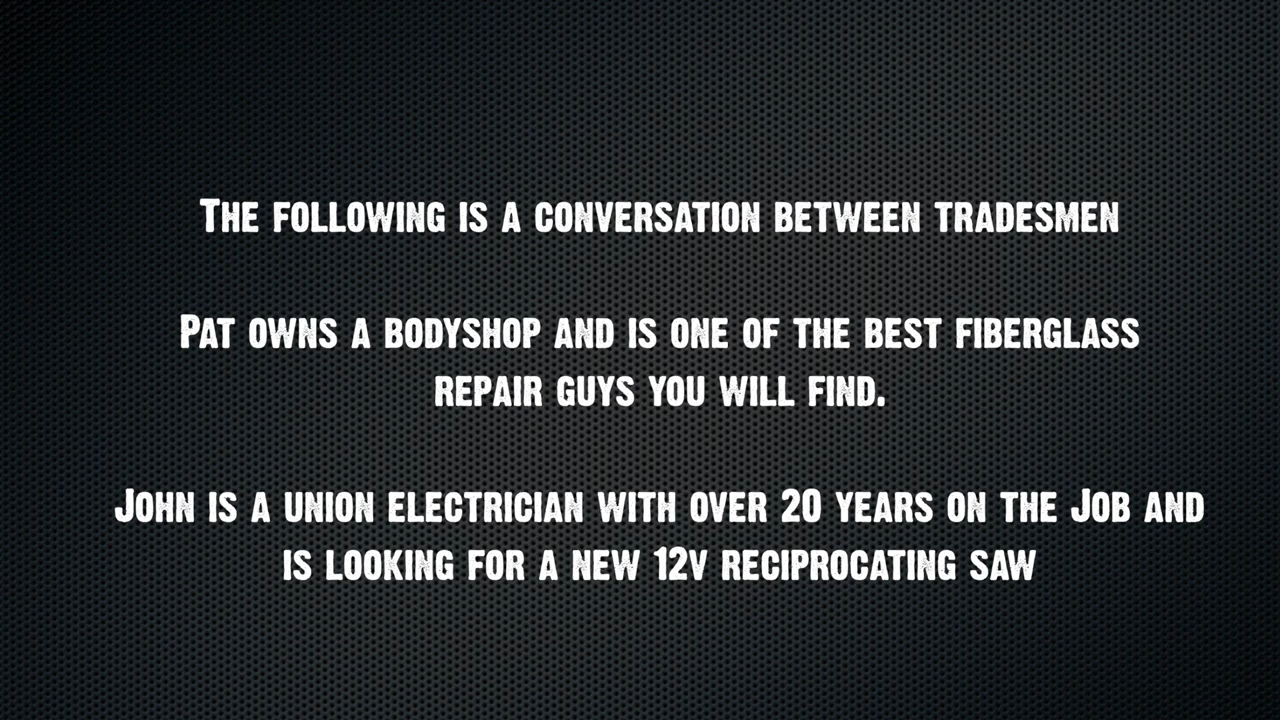 The following is a conversation between tradesmen
Pat owns a bodyshop and is one of the best fiberglass
repair guys you will find.
John is a union electrician with over 20 years on the Job and
is looking for a new 12v reciprocating saw